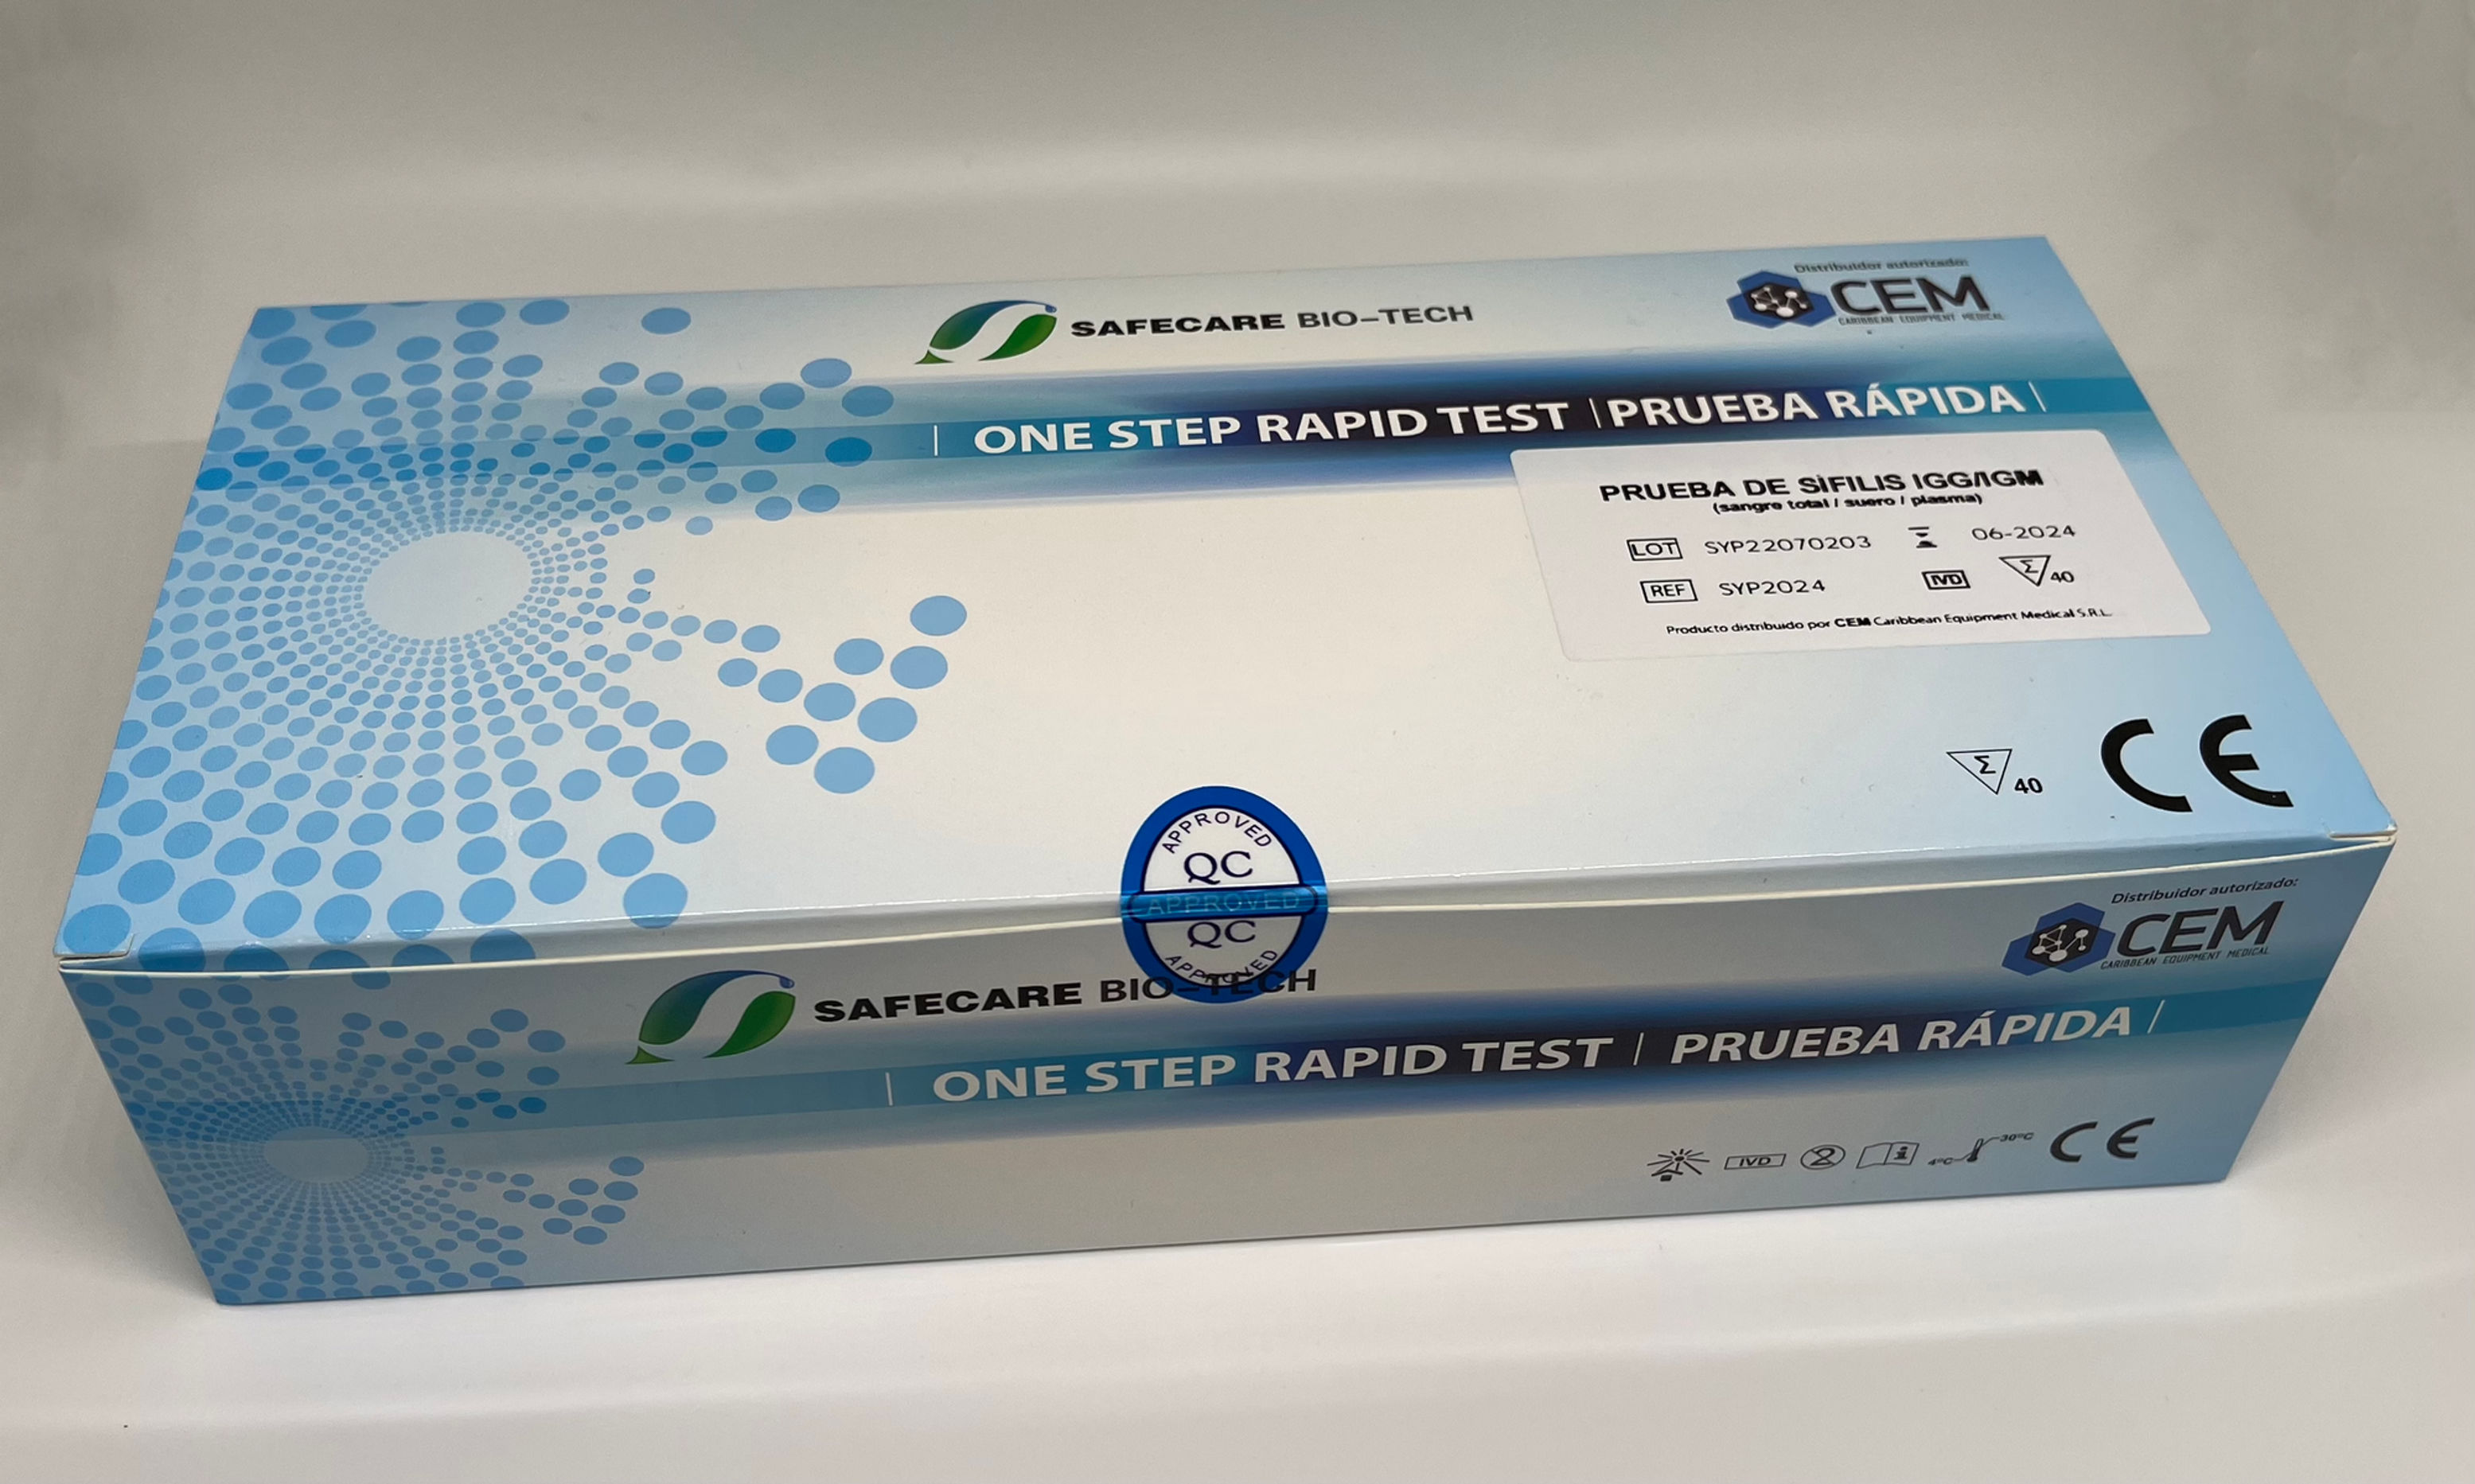 Distribuidor autorizado:
CEM
CARIBBEAN EQUIPMENT MEDICAL
SAFECARE BIO-TECH
ONE STEP RAPID TEST | PRUEBA RÁPIDA
PRUEBA DE SÍFILIS IGG/IGM
(sangre total / suero / plasma)
LOT SYP22070203 06-2024
REF SYP2024 IVD Σ 40
Producto distribuido por CEM Caribbean Equipment Medical S.R.L.
Σ 40 CE
APPROVED
QC
APPROVED
QC
APPROVED
Distribuidor autorizado:
CEM
CARIBBEAN EQUIPMENT MEDICAL
SAFECARE BIO-TECH
ONE STEP RAPID TEST | PRUEBA RÁPIDA
IVD 2 i 4°C 30°C CE